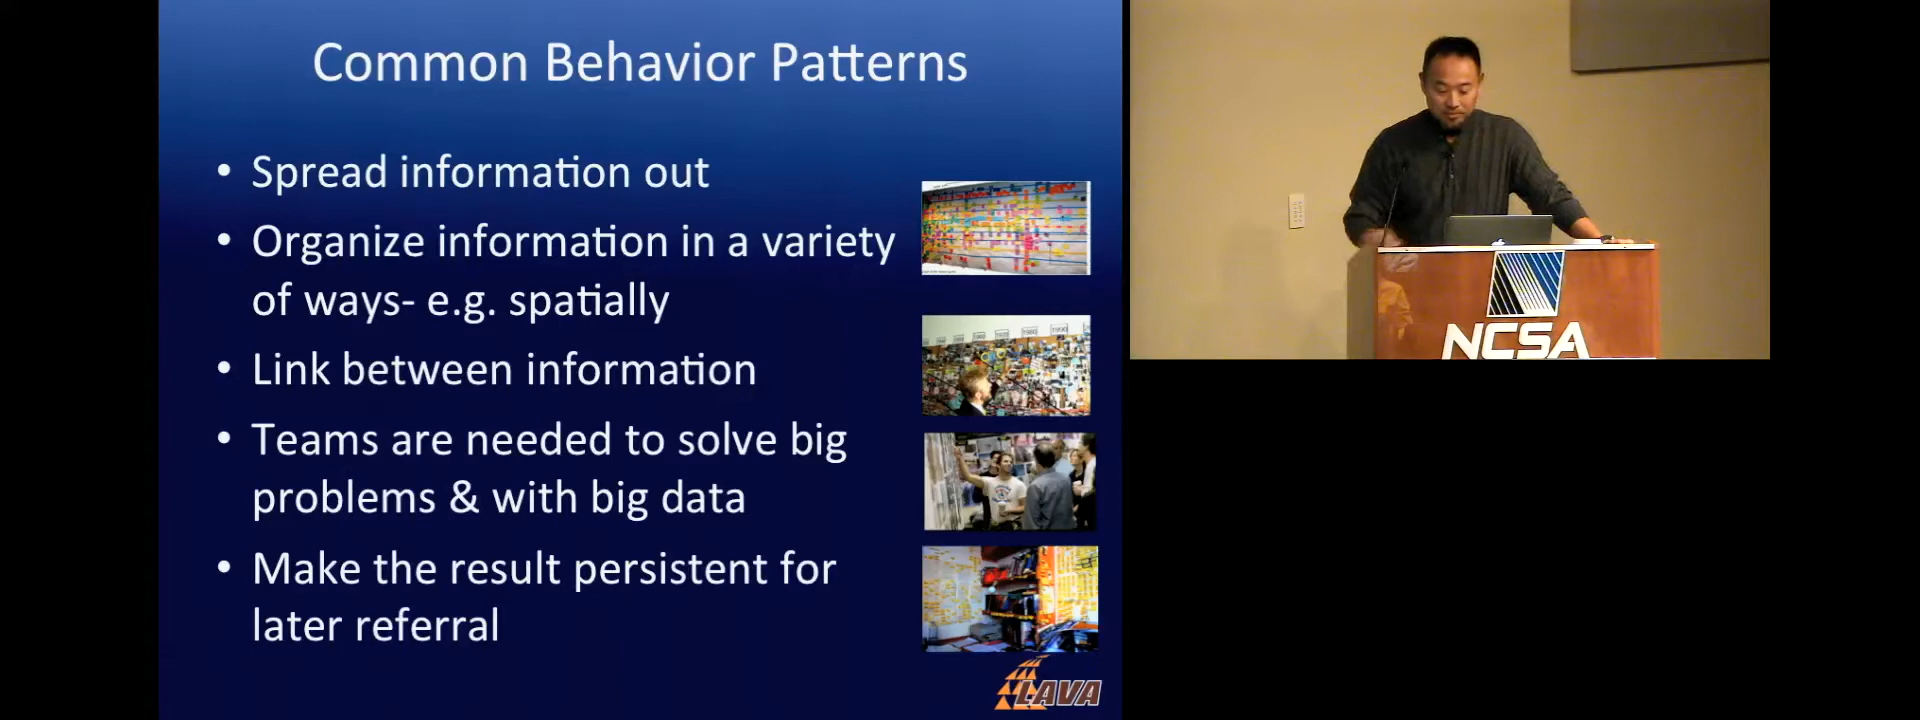 Common Behavior Patterns
• Spread information out
• Organize information in a variety
of ways- e.g. spatially
• Link between information
• Teams are needed to solve big
problems & with big data
• Make the result persistent for
later referral
LAVA
NCSA